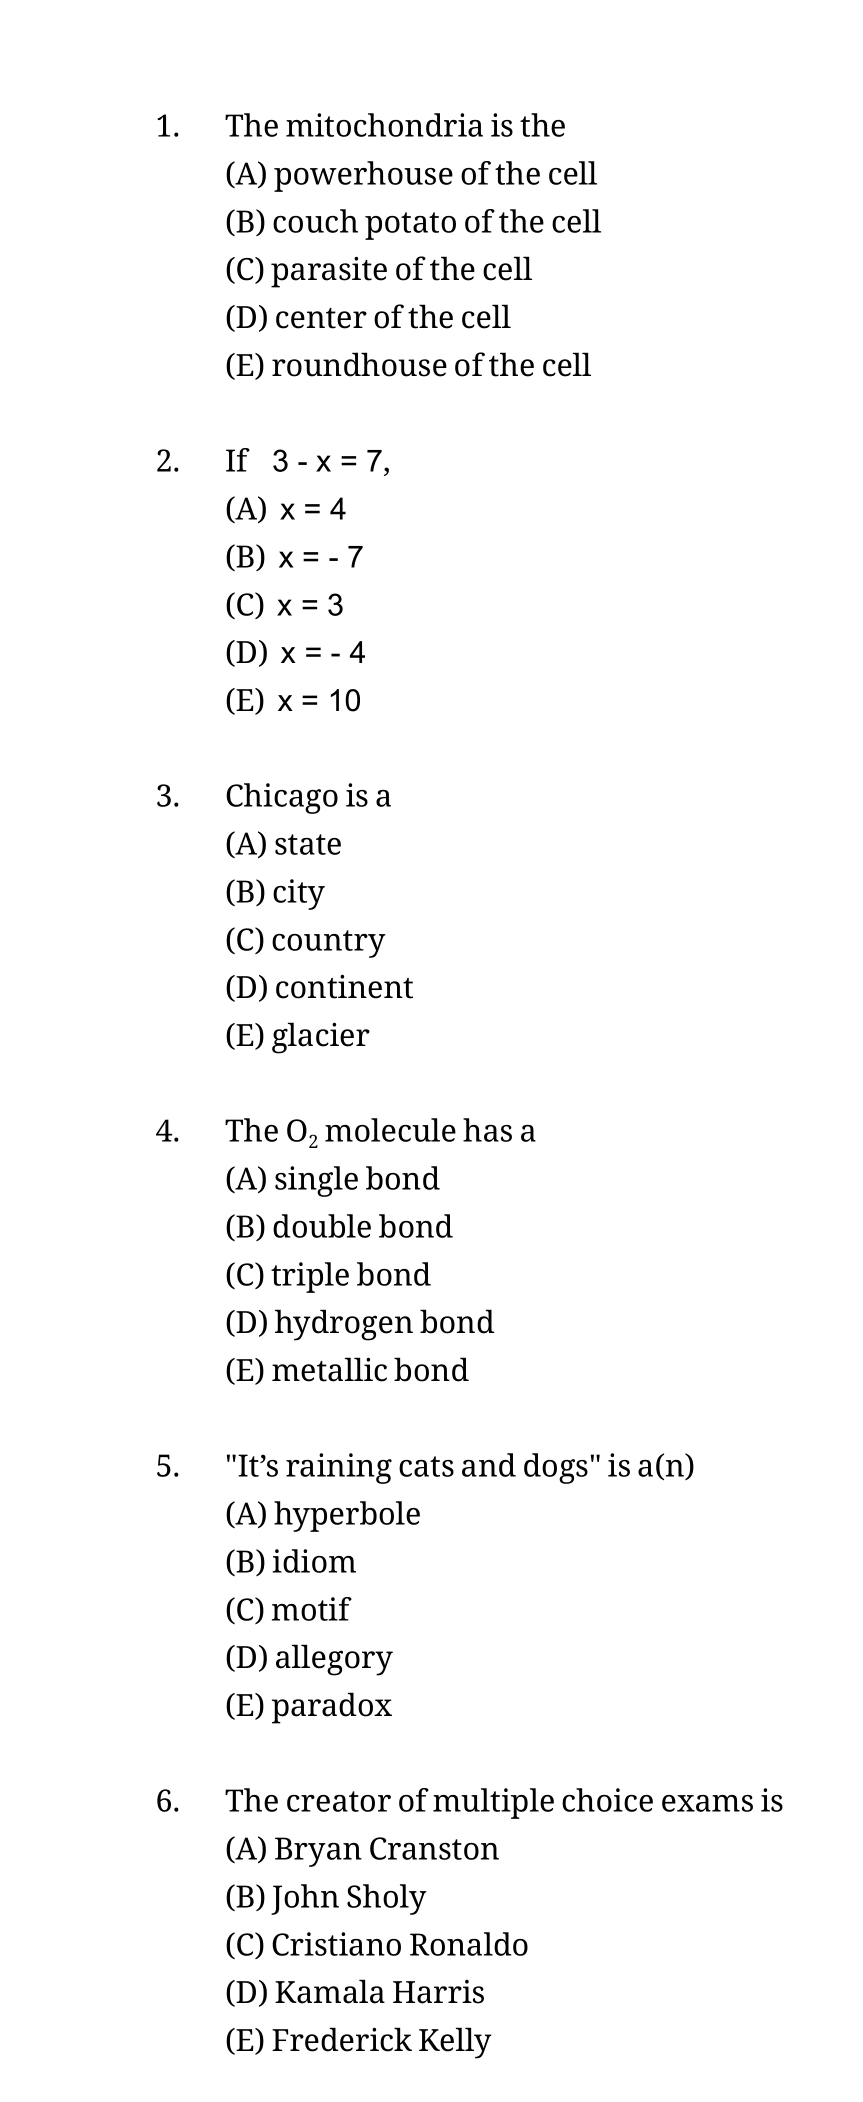 1. The mitochondria is the
(A) powerhouse of the cell
(B) couch potato of the cell
(C) parasite of the cell
(D) center of the cell
(E) roundhouse of the cell
2. If 3 - x = 7,
(A) x = 4
(B) x = - 7
(C) x = 3
(D) x = - 4
(E) x = 10
3. Chicago is a
(A) state
(B) city
(C) country
(D) continent
(E) glacier
4. The O₂ molecule has a
(A) single bond
(B) double bond
(C) triple bond
(D) hydrogen bond
(E) metallic bond
5. "It’s raining cats and dogs" is a(n)
(A) hyperbole
(B) idiom
(C) motif
(D) allegory
(E) paradox
6. The creator of multiple choice exams is
(A) Bryan Cranston
(B) John Sholy
(C) Cristiano Ronaldo
(D) Kamala Harris
(E) Frederick Kelly